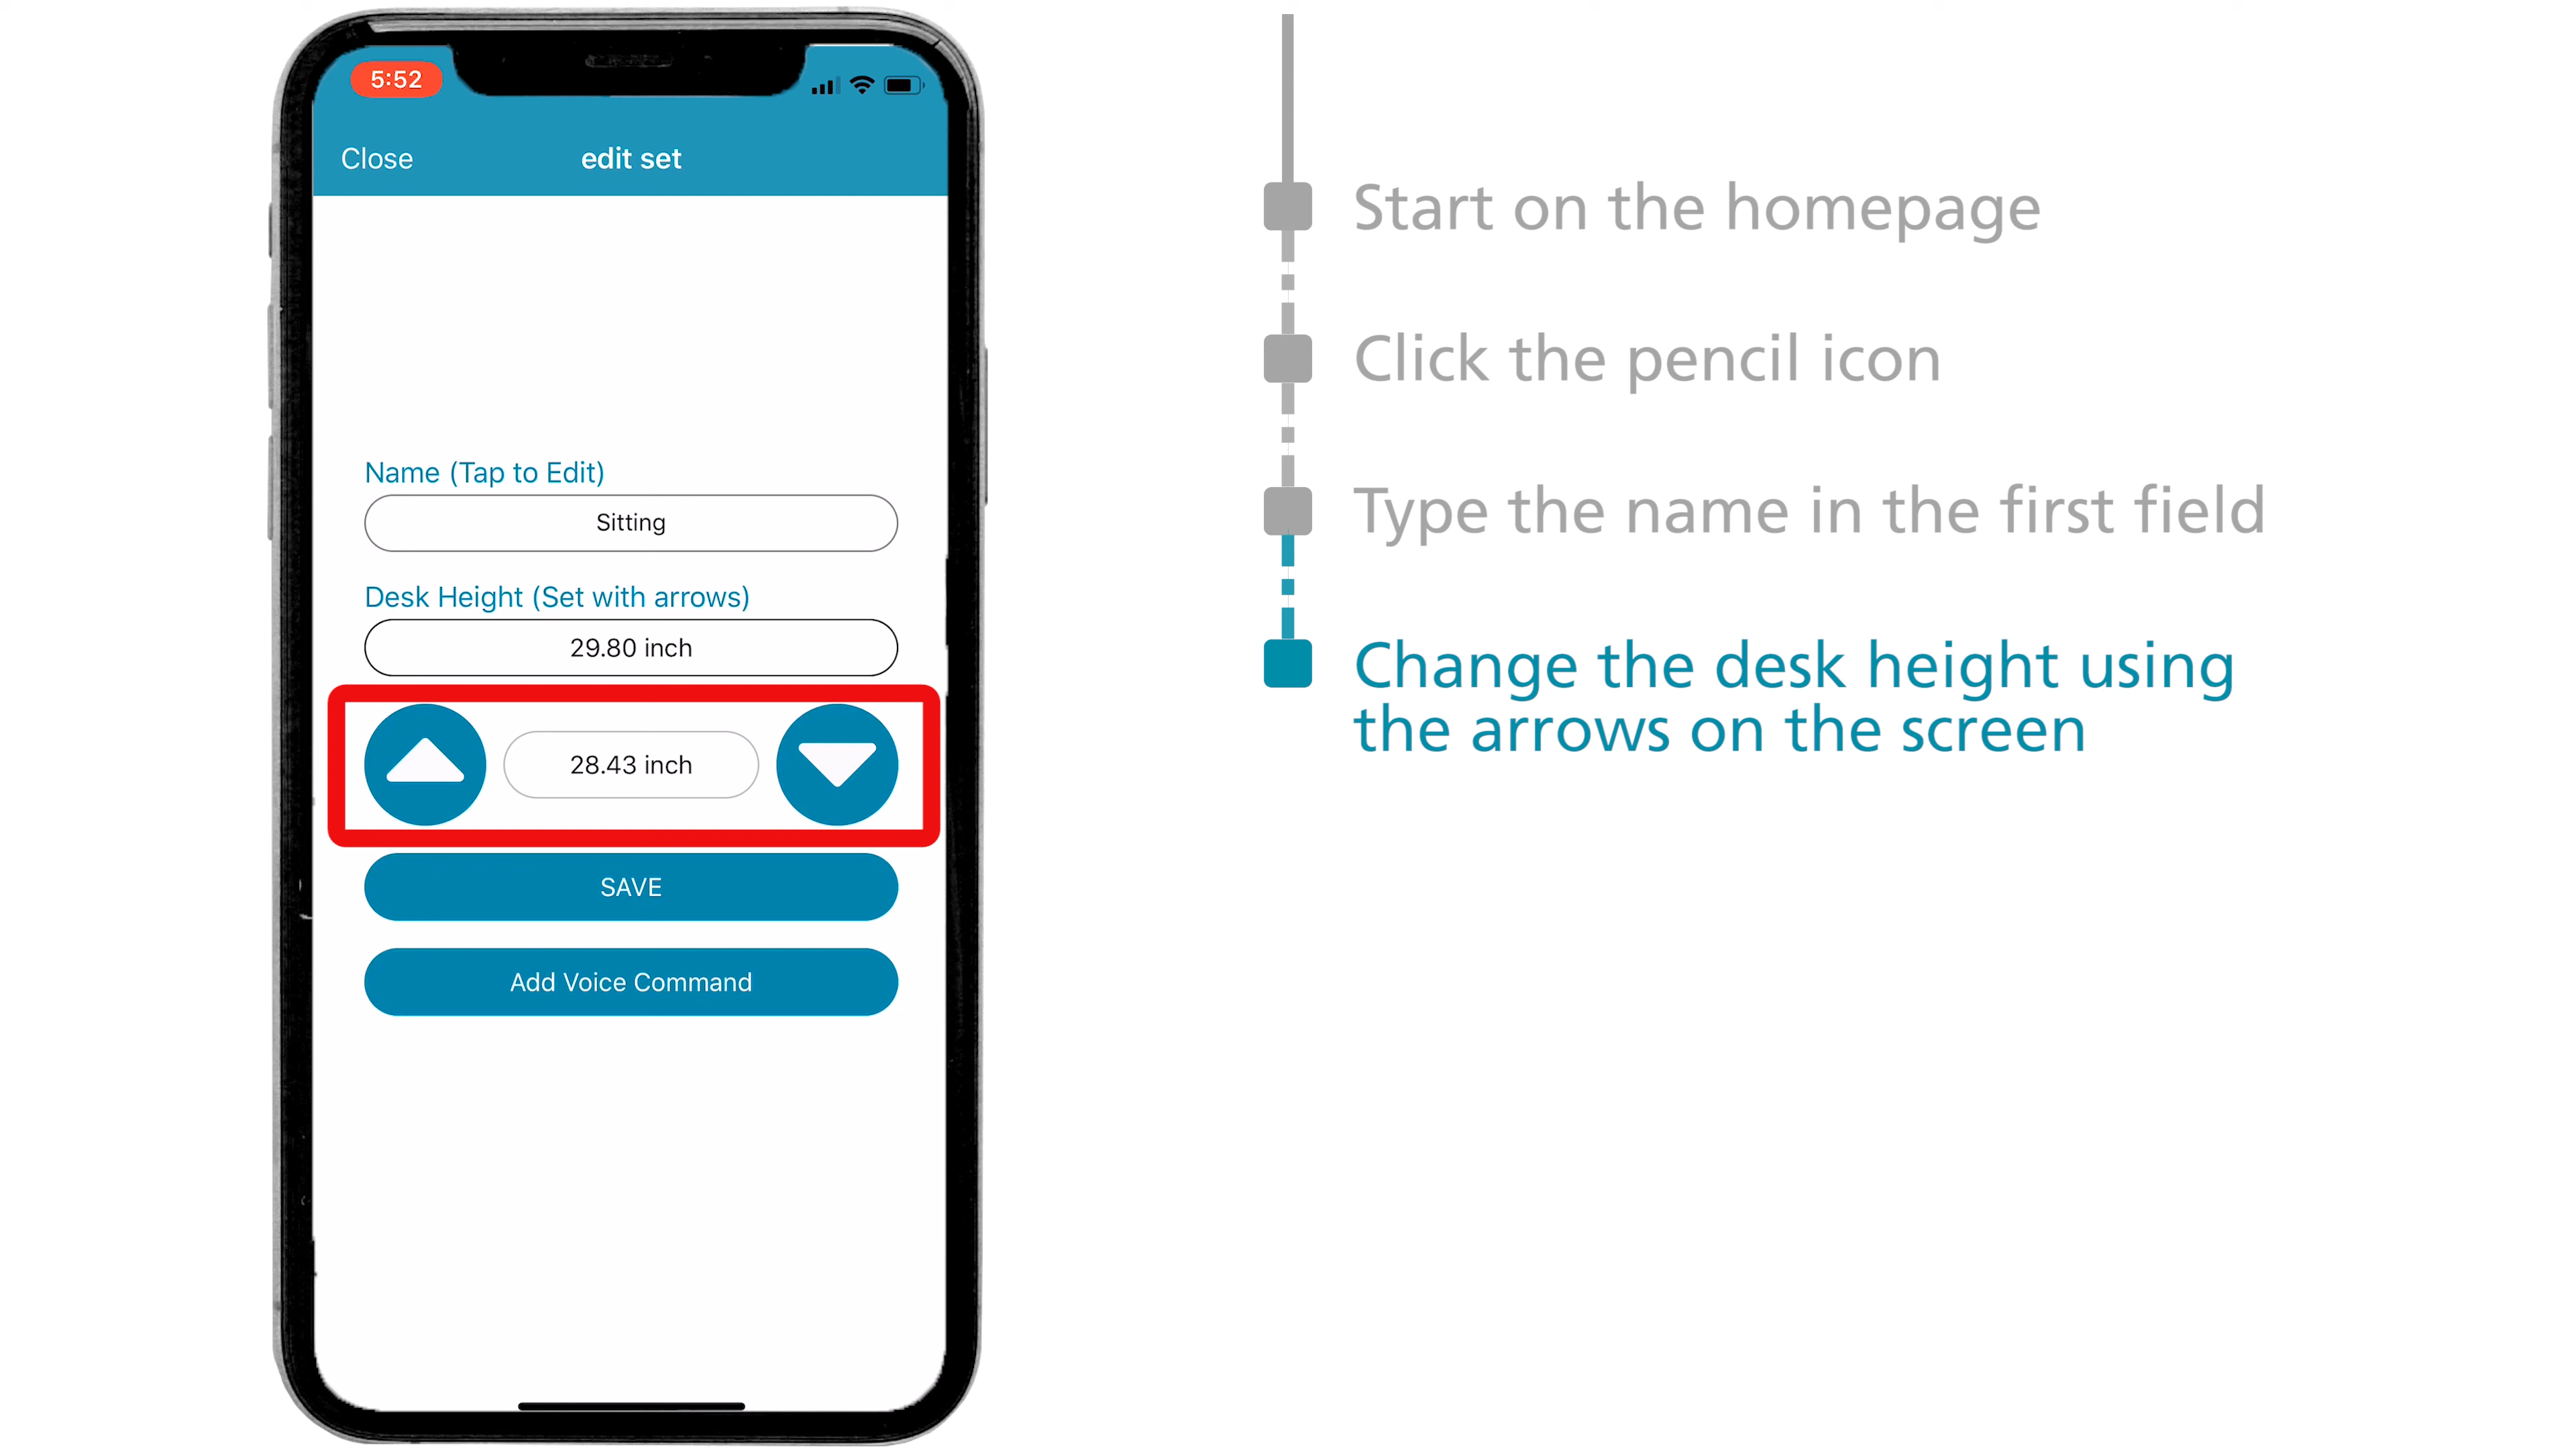 5:52
Close
edit set
Name (Tap to Edit)
Sitting
Desk Height (Set with arrows)
29.80 inch
28.43 inch
SAVE
Add Voice Command
Start on the homepage
Click the pencil icon
Type the name in the first field
Change the desk height using
the arrows on the screen